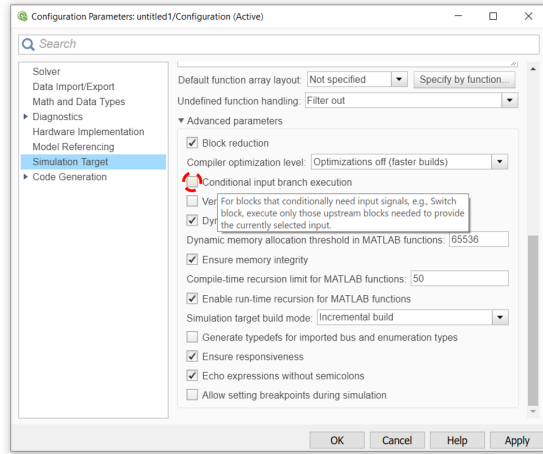 Configuration Parameters: untitled1/Configuration (Active)
Search
Solver
Data Import/Export
Math and Data Types
Diagnostics
Hardware Implementation
Model Referencing
Simulation Target
Code Generation
Default function array layout: Not specified Specify by function...
Undefined function handling: Filter out
Advanced parameters
Block reduction
Compiler optimization level: Optimizations off (faster builds)
Conditional input branch execution
Ver
For blocks that conditionally need input signals, e.g., Switch
block, execute only those upstream blocks needed to provide
the currently selected input.
Dynamic memory allocation threshold in MATLAB functions: 65536
Ensure memory integrity
Compile-time recursion limit for MATLAB functions: 50
Enable run-time recursion for MATLAB functions
Simulation target build mode: Incremental build
Generate typedefs for imported bus and enumeration types
Ensure responsiveness
Echo expressions without semicolons
Allow setting breakpoints during simulation
OK Cancel Help Apply